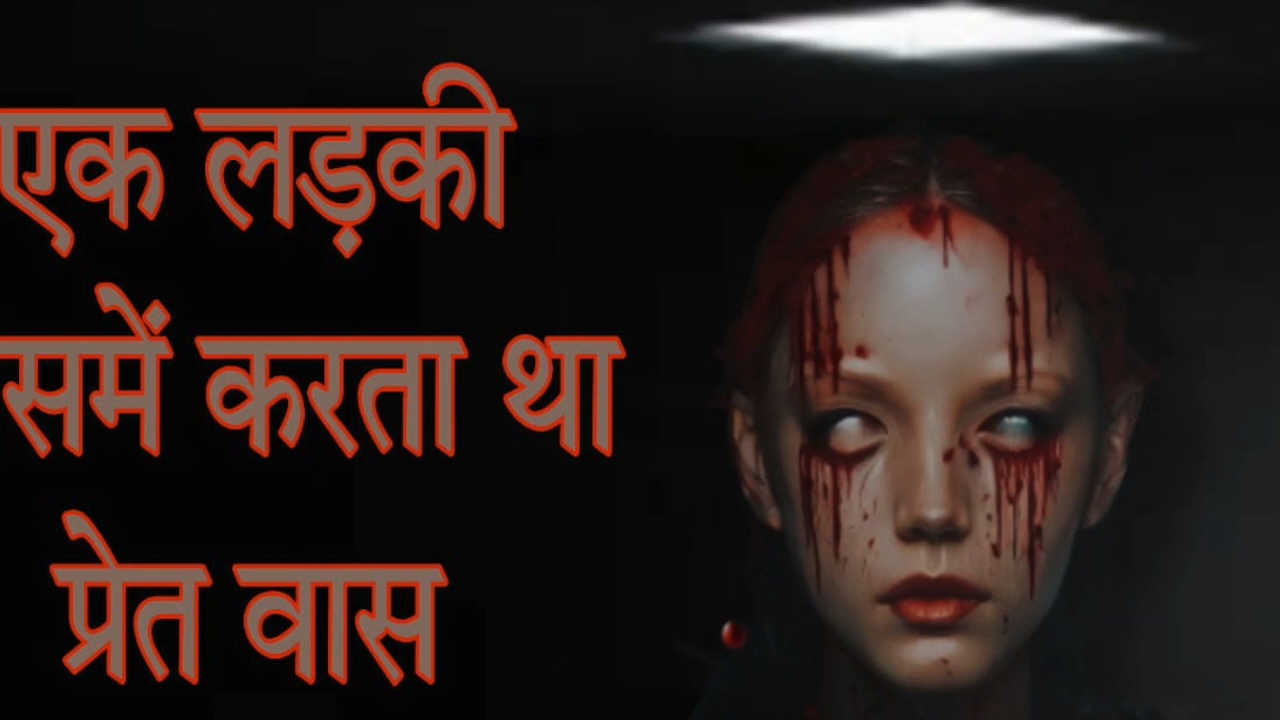 एक लड़की
समें करता था
प्रेत वास